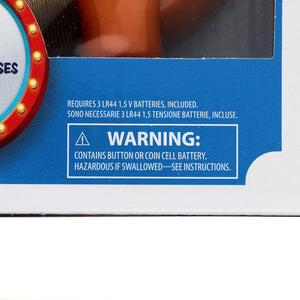 SES
REQUIRES 3 LR44 1.5 V BATTERIES, INCLUDED.
SONO NECESSARIE 3 LR44 1.5 TENSIONE BATTERIE, INCLUSE.
WARNING:
CONTAINS BUTTON OR COIN CELL BATTERY.
HAZARDOUS IF SWALLOWED—SEE INSTRUCTIONS.